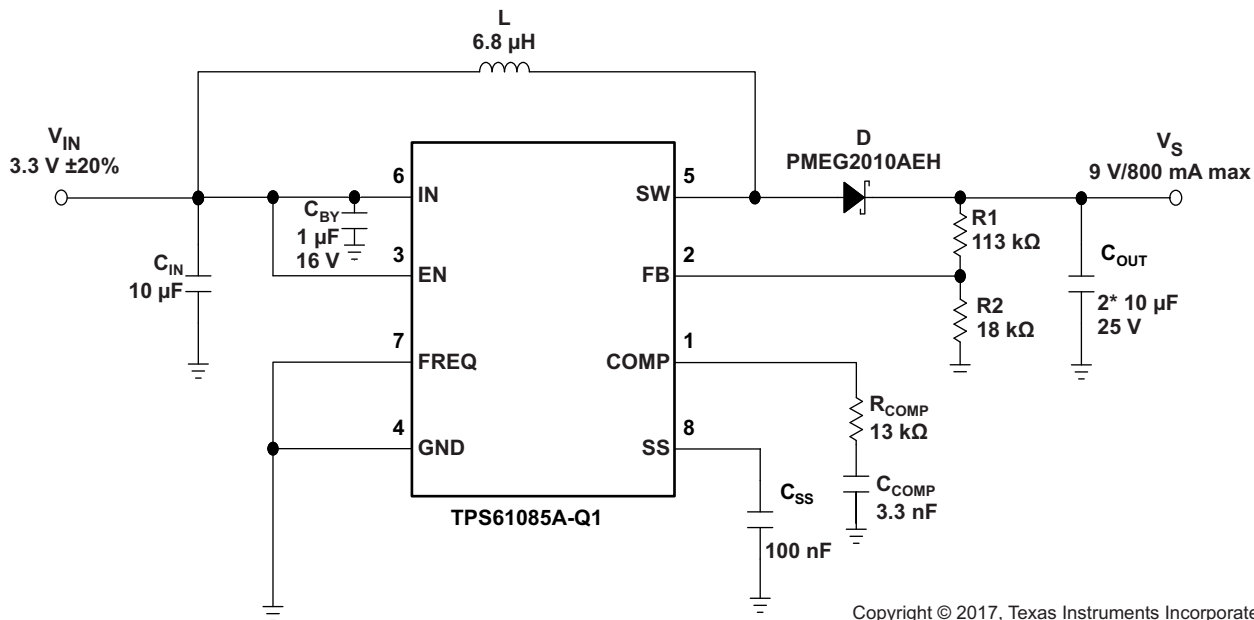 L
6.8 µH
V_IN
3.3 V ±20%
D
PMEG2010AEH
V_S
9 V/800 mA max
6
IN
SW
5
C_BY
1 µF
16 V
R1
113 kΩ
C_IN
10 µF
3
EN
FB
2
C_OUT
2* 10 µF
25 V
R2
18 kΩ
7
FREQ
COMP
1
R_COMP
13 kΩ
4
GND
SS
8
C_COMP
3.3 nF
C_SS
100 nF
TPS61085A-Q1
Copyright © 2017, Texas Instruments Incorporate